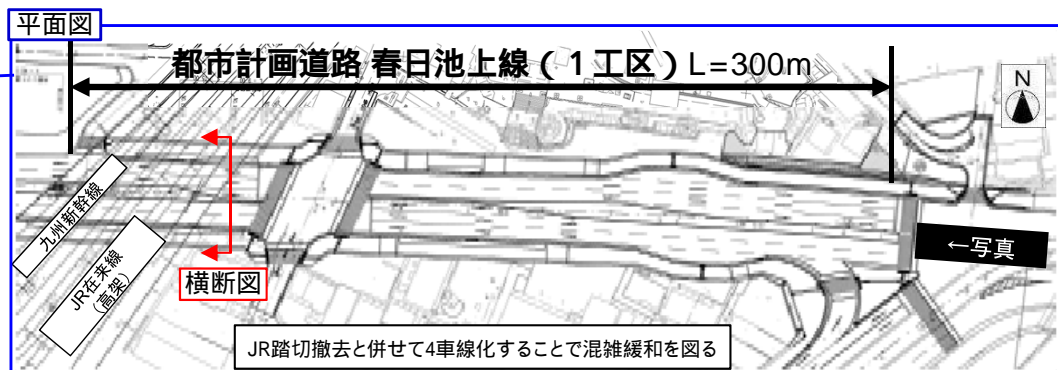 平面図
都市計画道路 春日池上線(1工区)L=300m
N
九州新幹線
JR在来線
(高架)
横断図
←写真
JR踏切撤去と併せて4車線化することで混雑緩和を図る